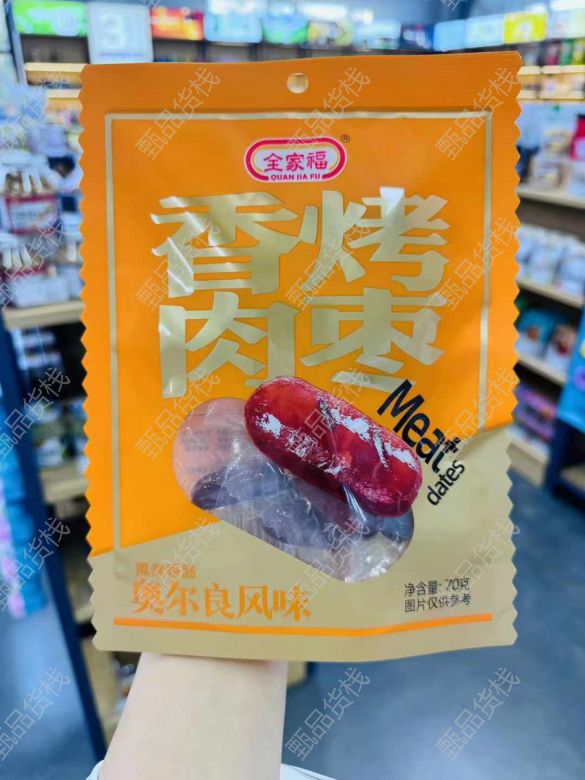 全家福®
QUAN JIA FU
香烤
肉枣
Meat
dates
奥尔良风味
净含量:70克
图片仅供参考
甄品货栈